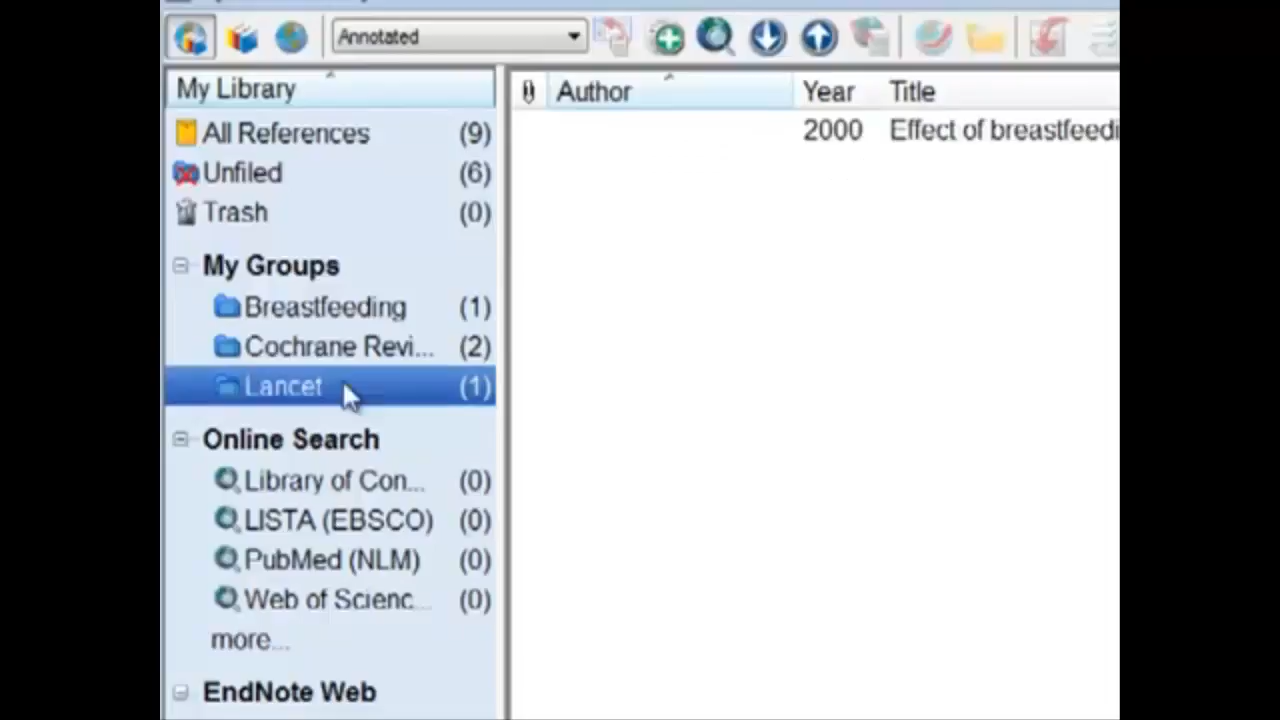 Annotated
My Library
All References (9)
Unfiled (6)
Trash (0)
My Groups
Breastfeeding (1)
Cochrane Revi... (2)
Lancet (1)
Online Search
Library of Con... (0)
LISTA (EBSCO) (0)
PubMed (NLM) (0)
Web of Scienc... (0)
more...
EndNote Web
Author Year Title
2000 Effect of breastfeedi